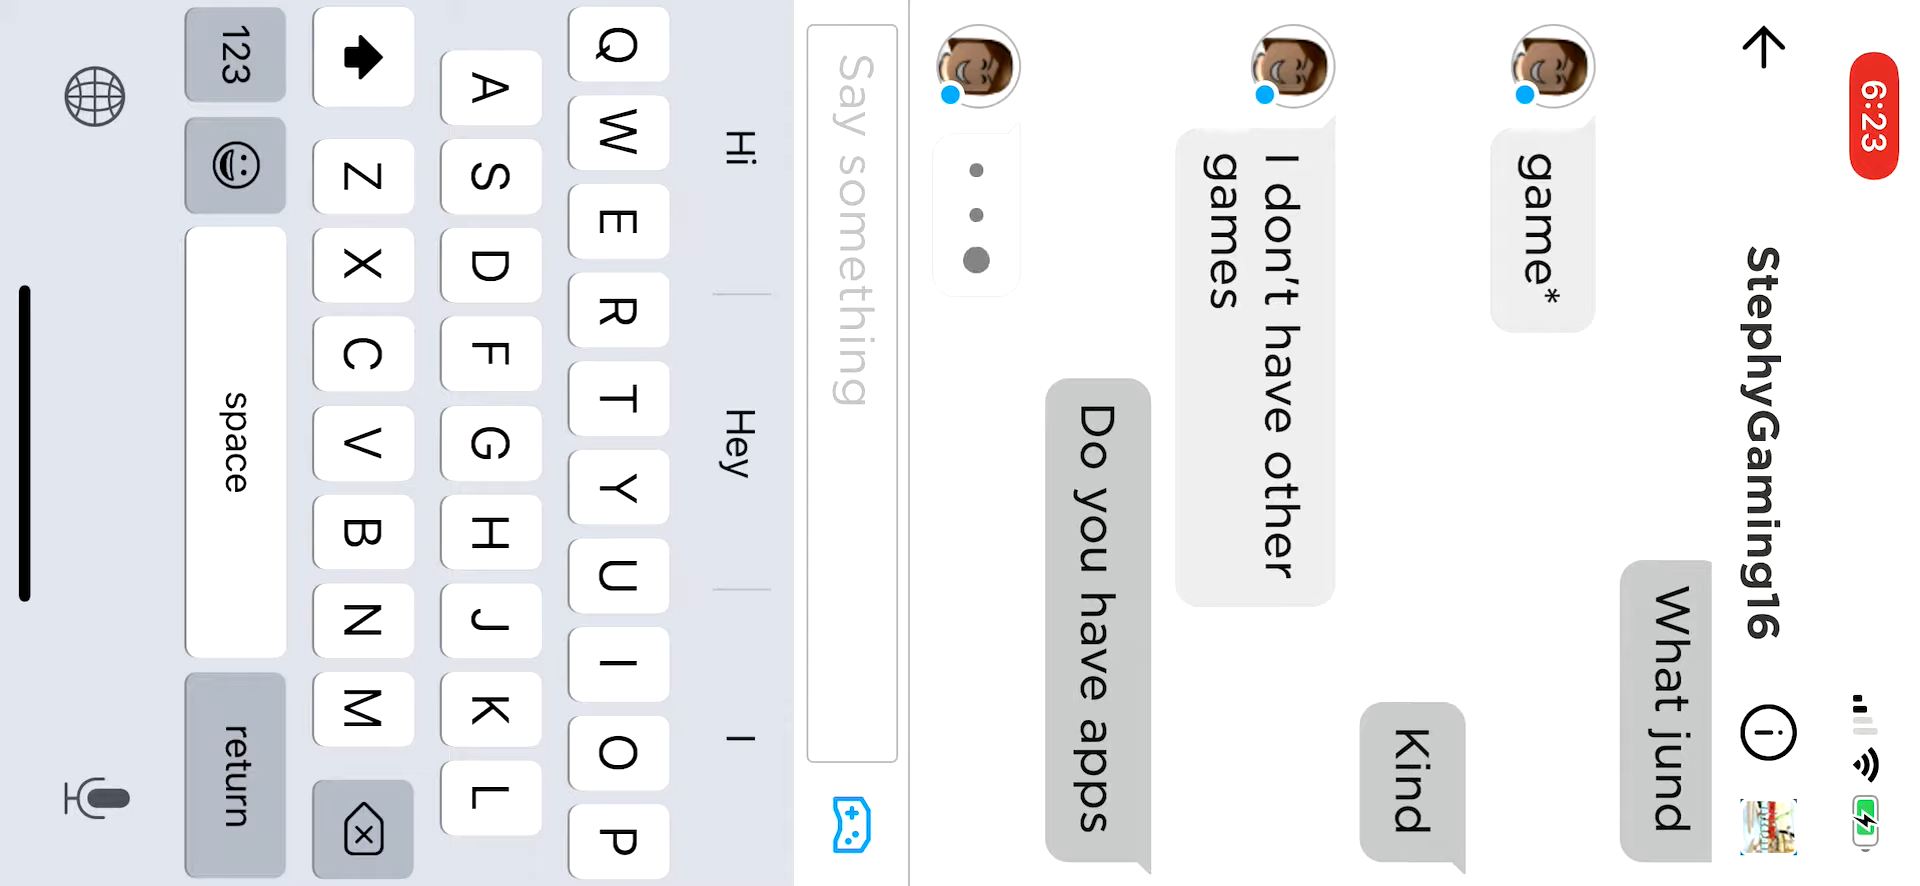 6:23
StephyGaming16
What jund
game*
Kind
I don't have other
games
Do you have apps
Say something
Hi
Hey
I
Q W E R T Y U I O P
A S D F G H J K L
Z X C V B N M
123
space
return